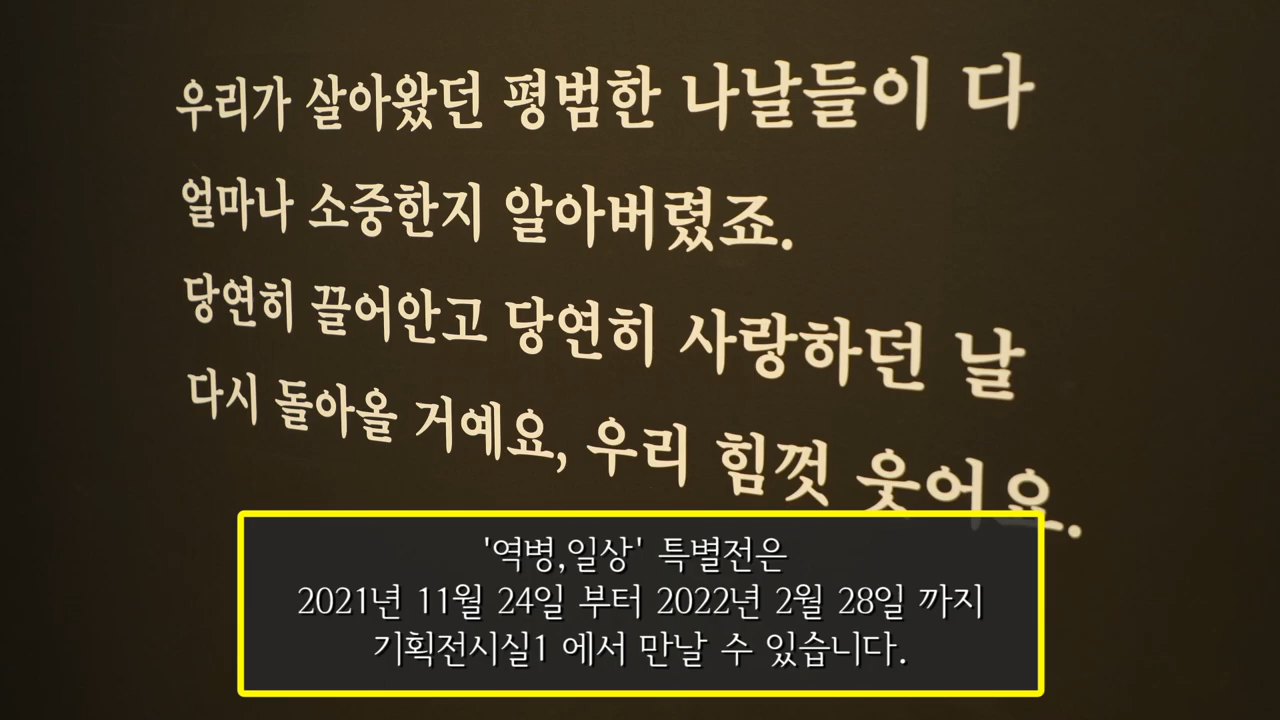 우리가 살아왔던 평범한 나날들이 다
얼마나 소중한지 알아버렸죠.
당연히 끌어안고 당연히 사랑하던 날
다시 돌아올 거예요, 우리 힘껏 웃어요.
'역병,일상' 특별전은
2021년 11월 24일 부터 2022년 2월 28일 까지
기획전시실1 에서 만날 수 있습니다.